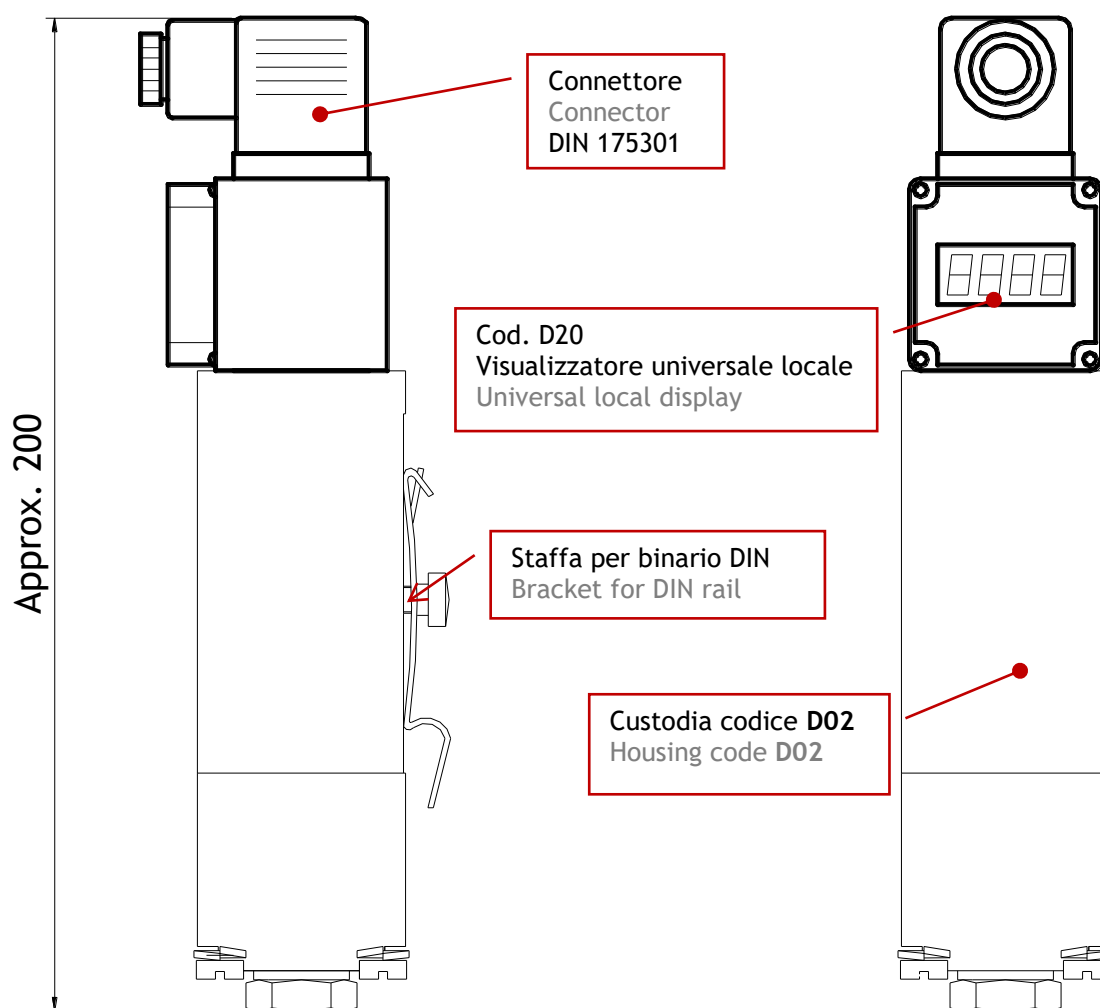 Connettore
Connector
DIN 175301
Cod. D20
Visualizzatore universale locale
Universal local display
Approx. 200
Staffa per binario DIN
Bracket for DIN rail
Custodia codice D02
Housing code D02